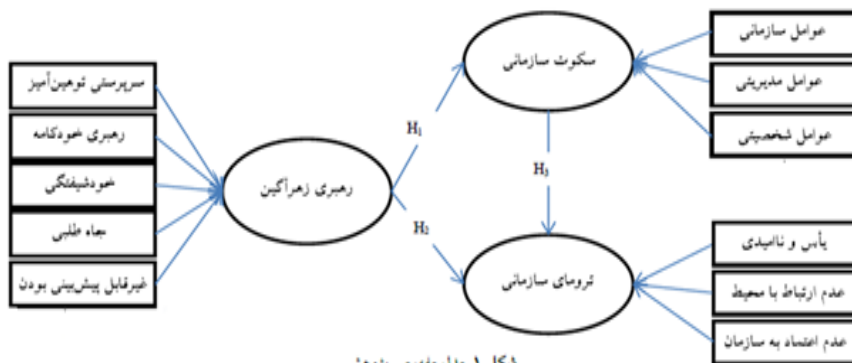 سرپرستی توهین‌آمیز
رهبری خودکامه
خودشیفتگی
جاه طلبی
غیرقابل پیش‌بینی بودن
رهبری زهرآگین
H₁
H₂
سکوت سازمانی
H₃
ترومای سازمانی
عوامل سازمانی
عوامل مدیریتی
عوامل شخصیتی
یأس و ناامیدی
عدم ارتباط با محیط
عدم اعتماد به سازمان